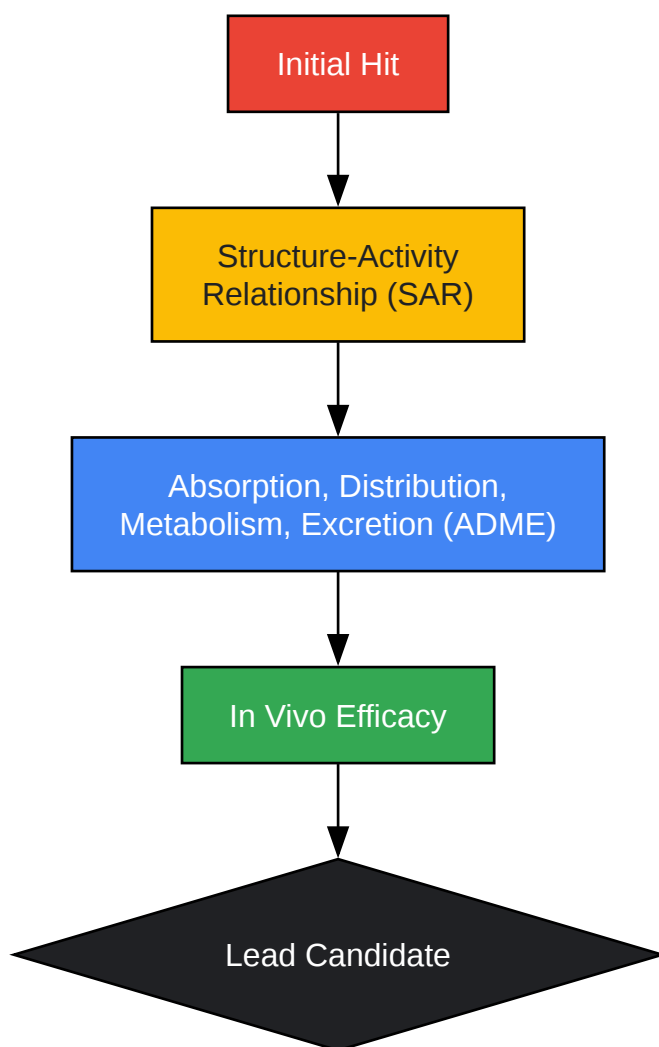 Initial Hit
Structure-Activity
Relationship (SAR)
Absorption, Distribution,
Metabolism, Excretion (ADME)
In Vivo Efficacy
Lead Candidate